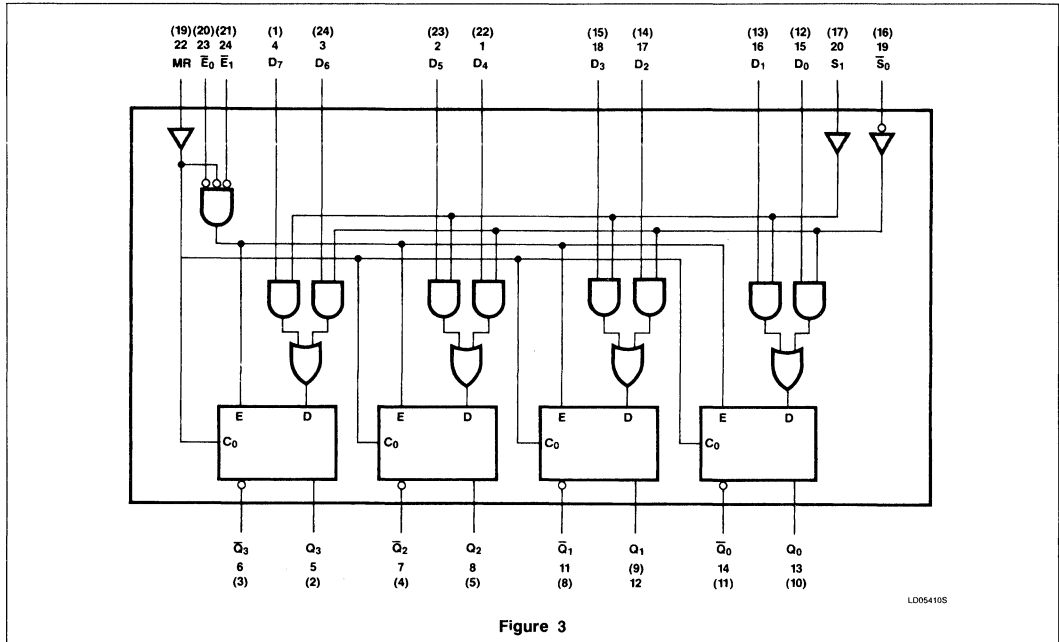 (19) (20) (21) (1) (24) (23) (22) (15) (14) (13) (12) (17) (16)
22 23 24 4 3 2 1 18 17 16 15 20 19
MR E̅0 E̅1 D7 D6 D5 D4 D3 D2 D1 D0 S1 S̅0
E D E D E D E D
C0 C0 C0 C0
Q̅3 Q3 Q̅2 Q2 Q̅1 Q1 Q̅0 Q0
6 5 7 8 11 (9) 14 13
(3) (2) (4) (5) (8) 12 (11) (10)
LD05410S
Figure 3